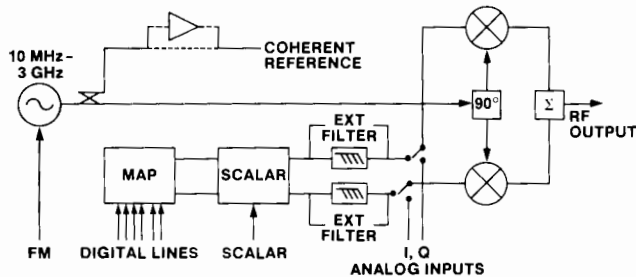 10 MHz–
3 GHz
COHERENT
REFERENCE
90°
Σ
RF
OUTPUT
EXT
FILTER
MAP
SCALAR
EXT
FILTER
FM
DIGITAL LINES
SCALAR
I, Q
ANALOG INPUTS